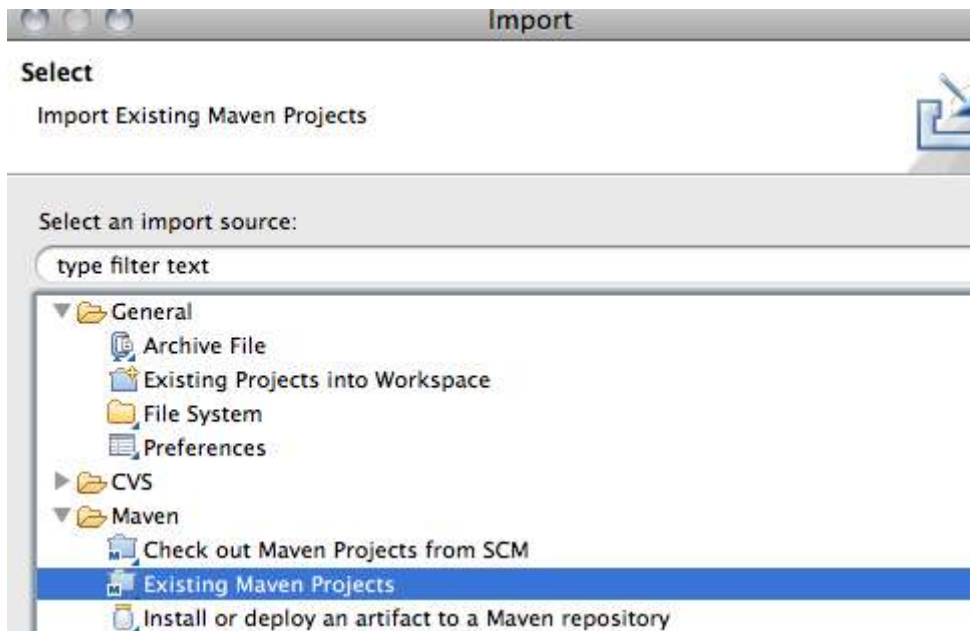 Import
Select
Import Existing Maven Projects
Select an import source:
type filter text
General
Archive File
Existing Projects into Workspace
File System
Preferences
CVS
Maven
Check out Maven Projects from SCM
Existing Maven Projects
Install or deploy an artifact to a Maven repository